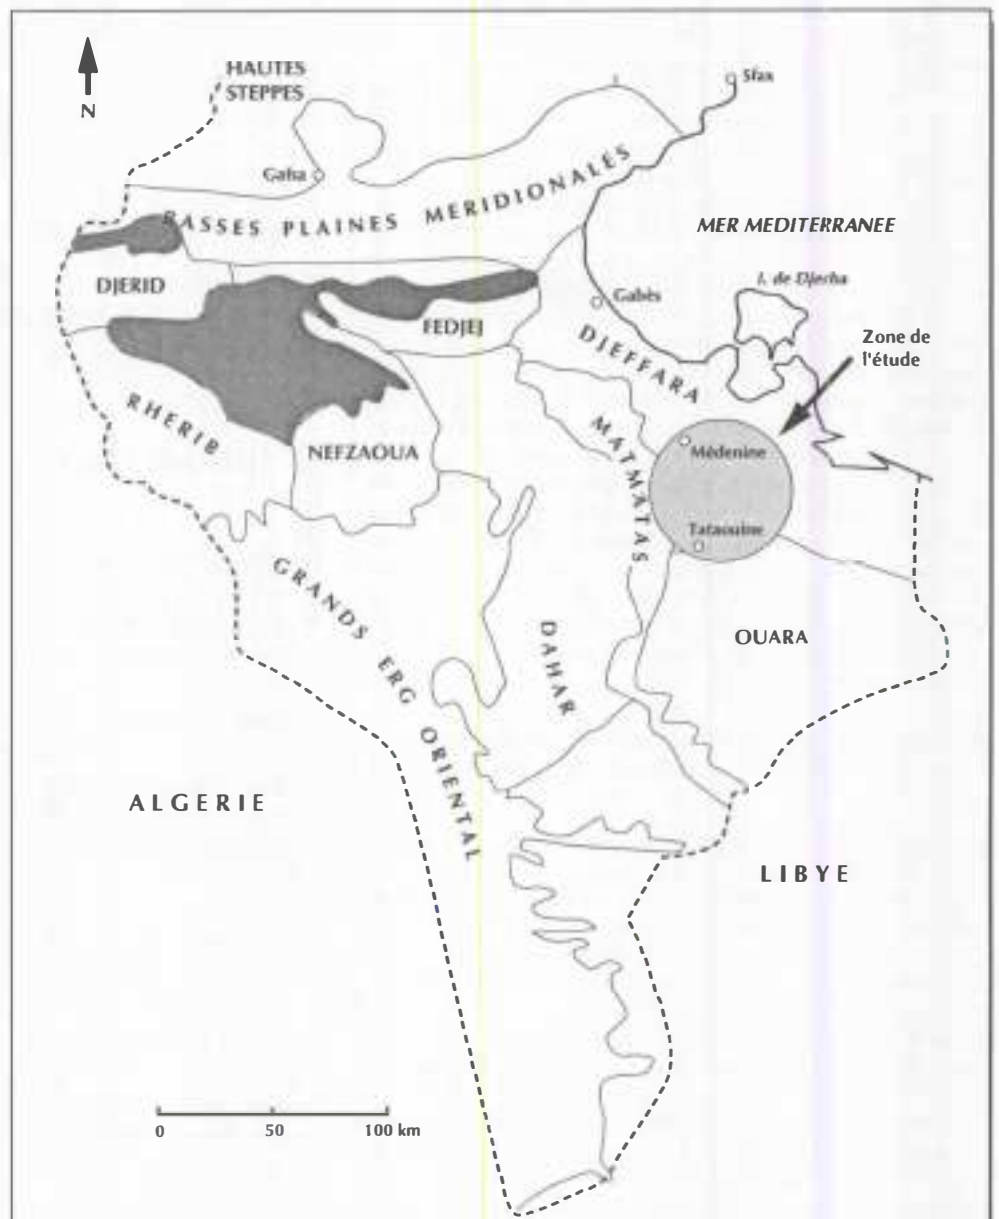 HAUTES
STEPPES
N
Sfax
Gafsa
BASSES PLAINES MERIDIONALES
MER MEDITERRANEE
DJERID
I. de Djerba
Gabès
FEDJEJ
DJEFFARA
Zone de
l'étude
RHERIB
NEFZAOUA
MATMATAS
Médenine
Tataouine
GRANDS ERG ORIENTAL
DAHAR
OUARA
ALGERIE
LIBYE
0 50 100 km